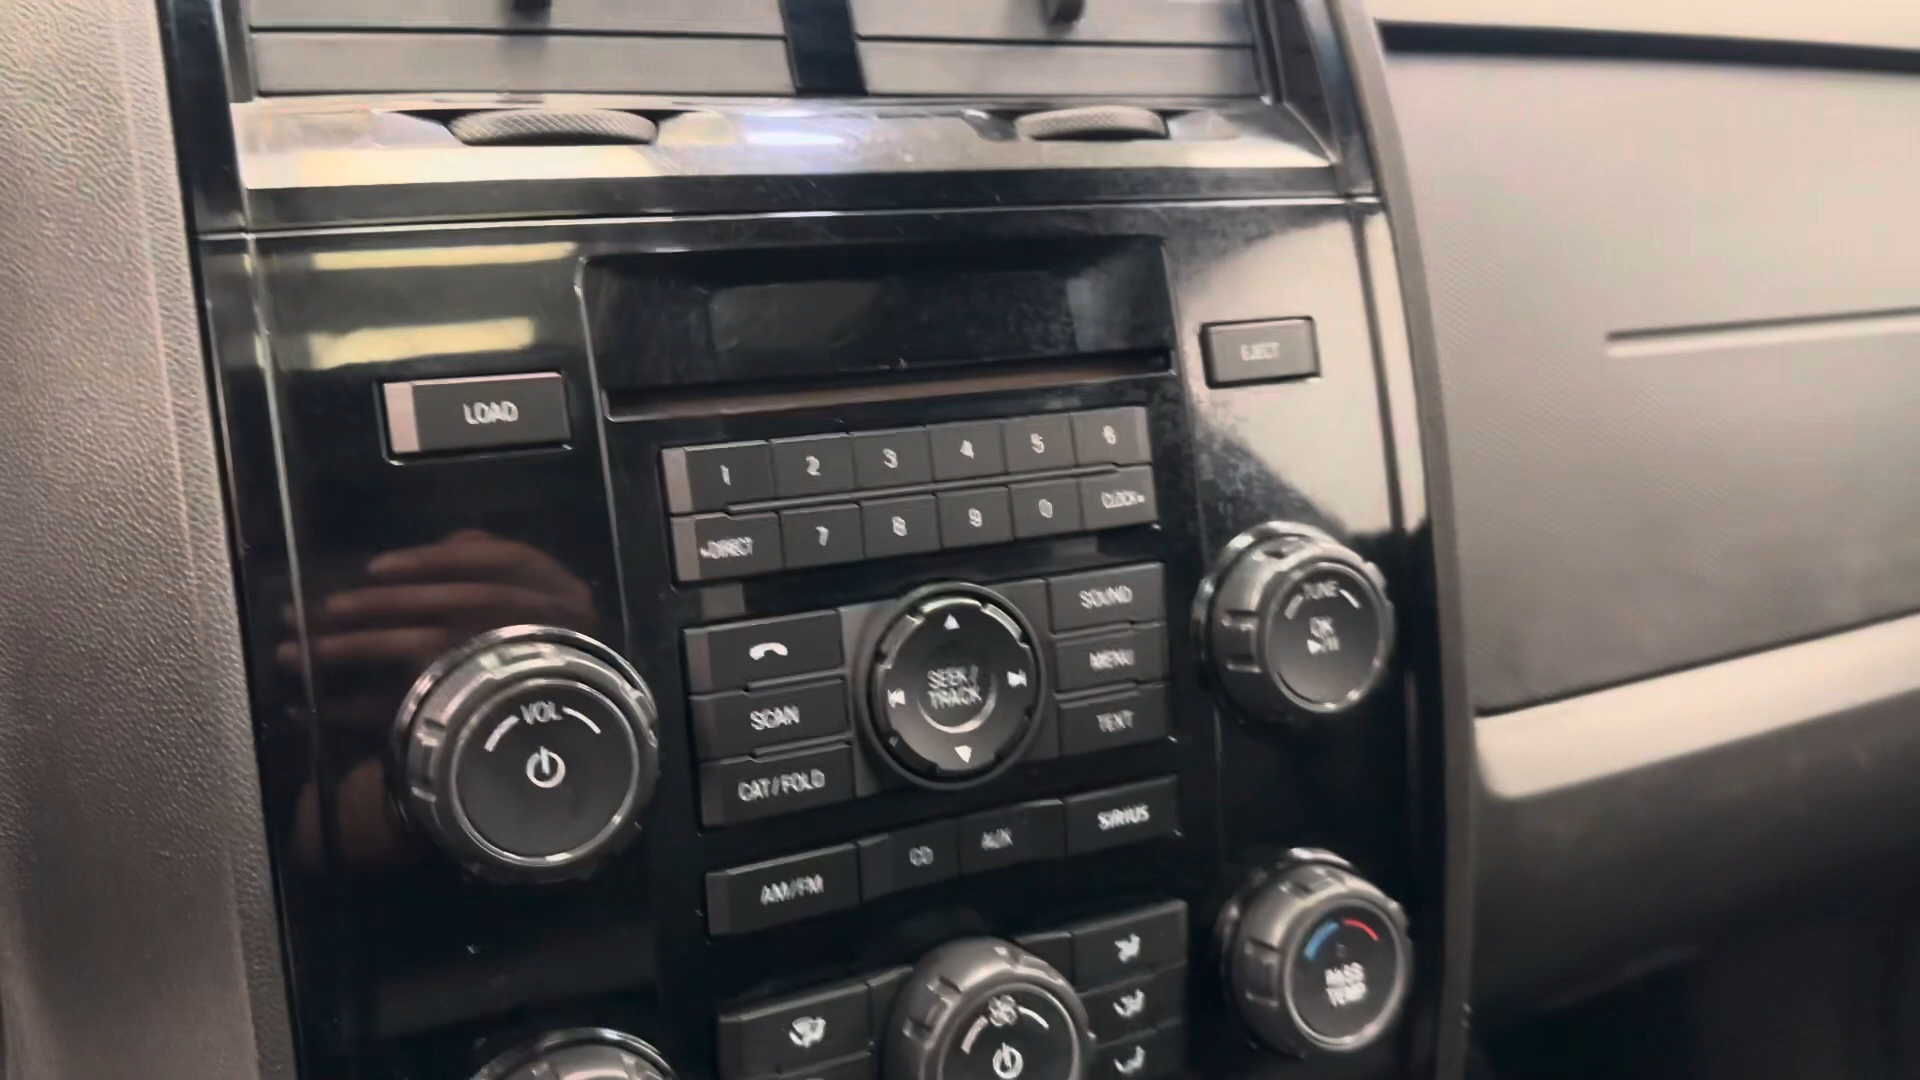 EJECT
LOAD
1 2 3 4 5 6
DIRECT 7 8 9 0 CLOCK
SOUND
TUNE
OK
MENU
SEEK/
TRACK
SCAN
VOL
TEXT
CAT/FOLD
SIRIUS
AUX
CD
AM/FM
PASS
TEMP